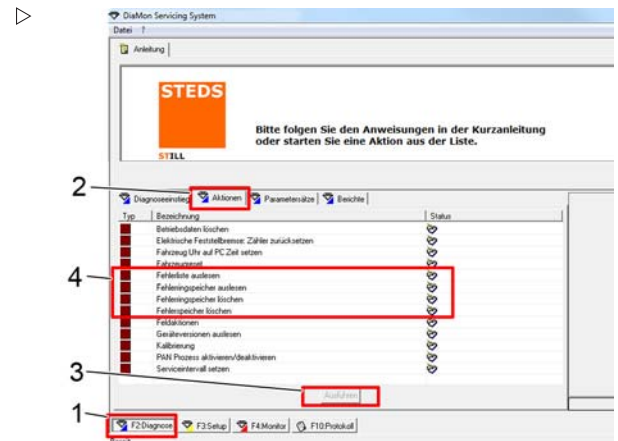 DiaMon Servicing System
Datei ?
Anleitung
STEDS
Bitte folgen Sie den Anweisungen in der Kurzanleitung
oder starten Sie eine Aktion aus der Liste.
STILL
2
Diagnoseeinstieg Aktionen Parametersätze Berichte
Typ Bezeichnung Status
Betriebsdaten löschen
Elektrische Feststellbremse: Zähler zurücksetzen
Fahrzeug Uhr auf PC Zeit setzen
Fahrzeugreset
4
Fehlerliste auslesen
Fehlerringspeicher auslesen
Fehlerringspeicher löschen
Fehlerspeicher löschen
Feldaktionen
Geräteversionen auslesen
Kalibrierung
PAN Prozess aktivieren/deaktivieren
3
Serviceintervall setzen
Ausführen
1
F2:Diagnose F3:Setup F4:Monitor F10:Protokoll